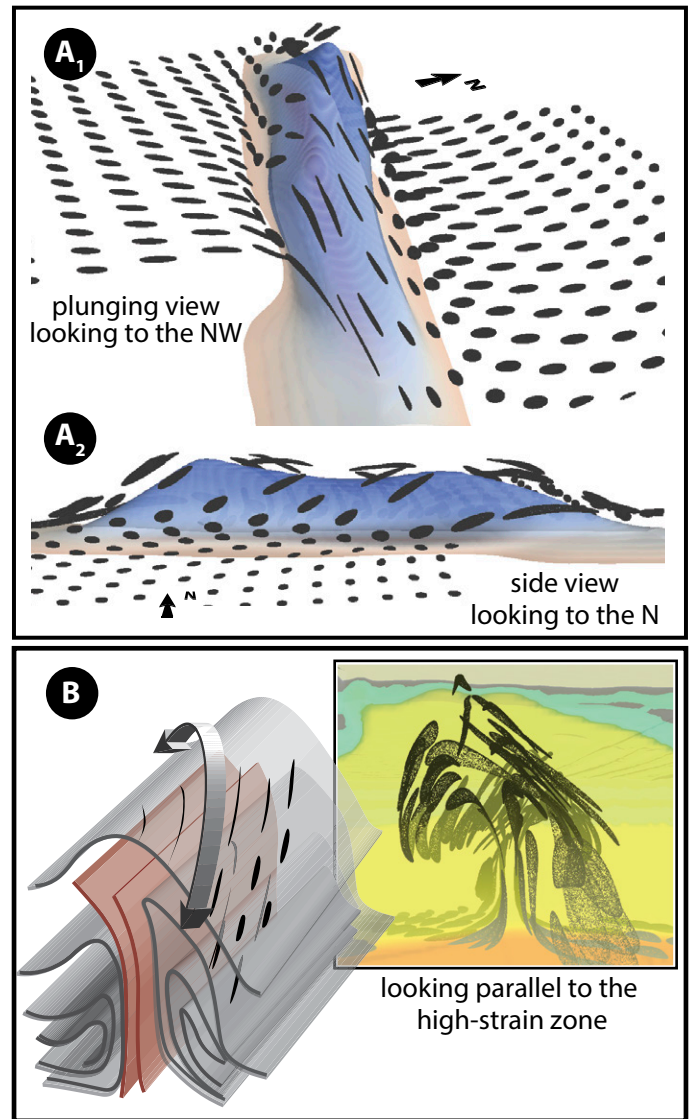 A1
N
plunging view
looking to the NW
A2
N
side view
looking to the N
B
looking parallel to the
high-strain zone